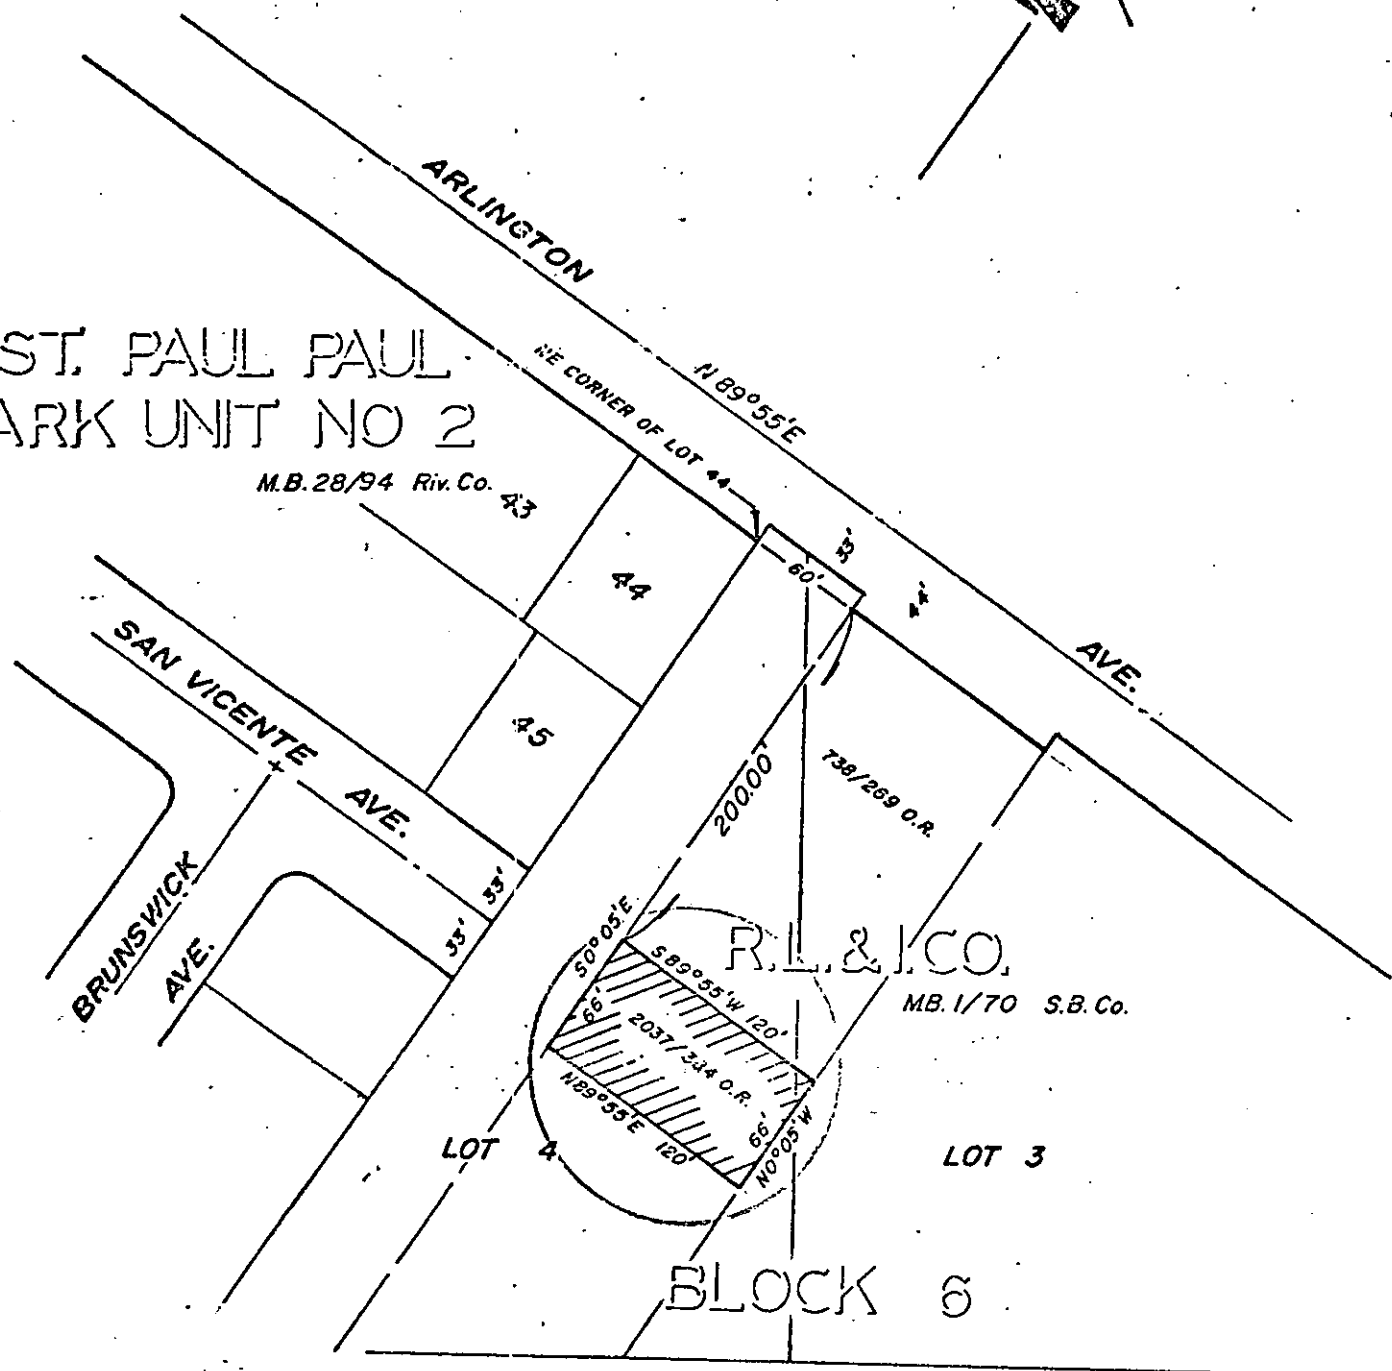 ARLINGTON
ST. PAUL PAUL
NE CORNER OF LOT 44
N 89°55'E
ARK UNIT NO 2
M.B.28/94 Riv. Co.
43
33'
44
60'
44'
SAN VICENTE
AVE.
45
AVE.
200.00'
738/269 O.R.
BRUNSWICK
AVE.
33'
33'
S0°05'E
R.L. & I. CO.
S89°55'W 120'
MB. 1/70 S.B. Co.
66'
2037/334 O.R.
N89°55'E 120'
66'
N0°05'W
LOT 4
LOT 3
BLOCK 6